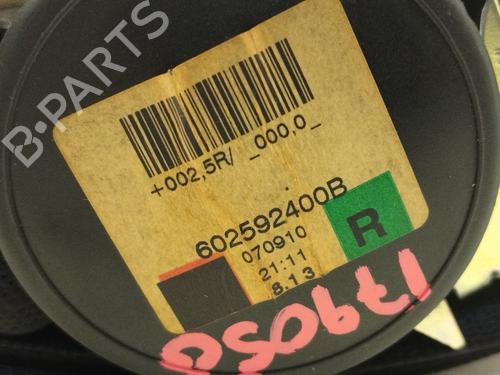 B-PARTS
+002,5R/ _000.0_
602592400B
070910
21:11
8.13
R
179050